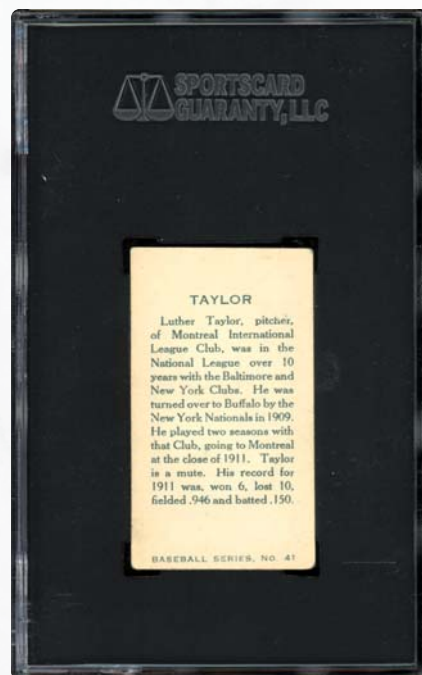 SPORTSCARD
GUARANTY, LLC
TAYLOR
Luther Taylor, pitcher,
of Montreal International
League Club, was in the
National League over 10
years with the Baltimore and
New York Clubs. He was
turned over to Buffalo by the
New York Nationals in 1909.
He played two seasons with
that Club, going to Montreal
at the close of 1911. Taylor
is a mute. His record for
1911 was, won 6, lost 10,
fielded .946 and batted .150.
BASEBALL SERIES, NO. 41